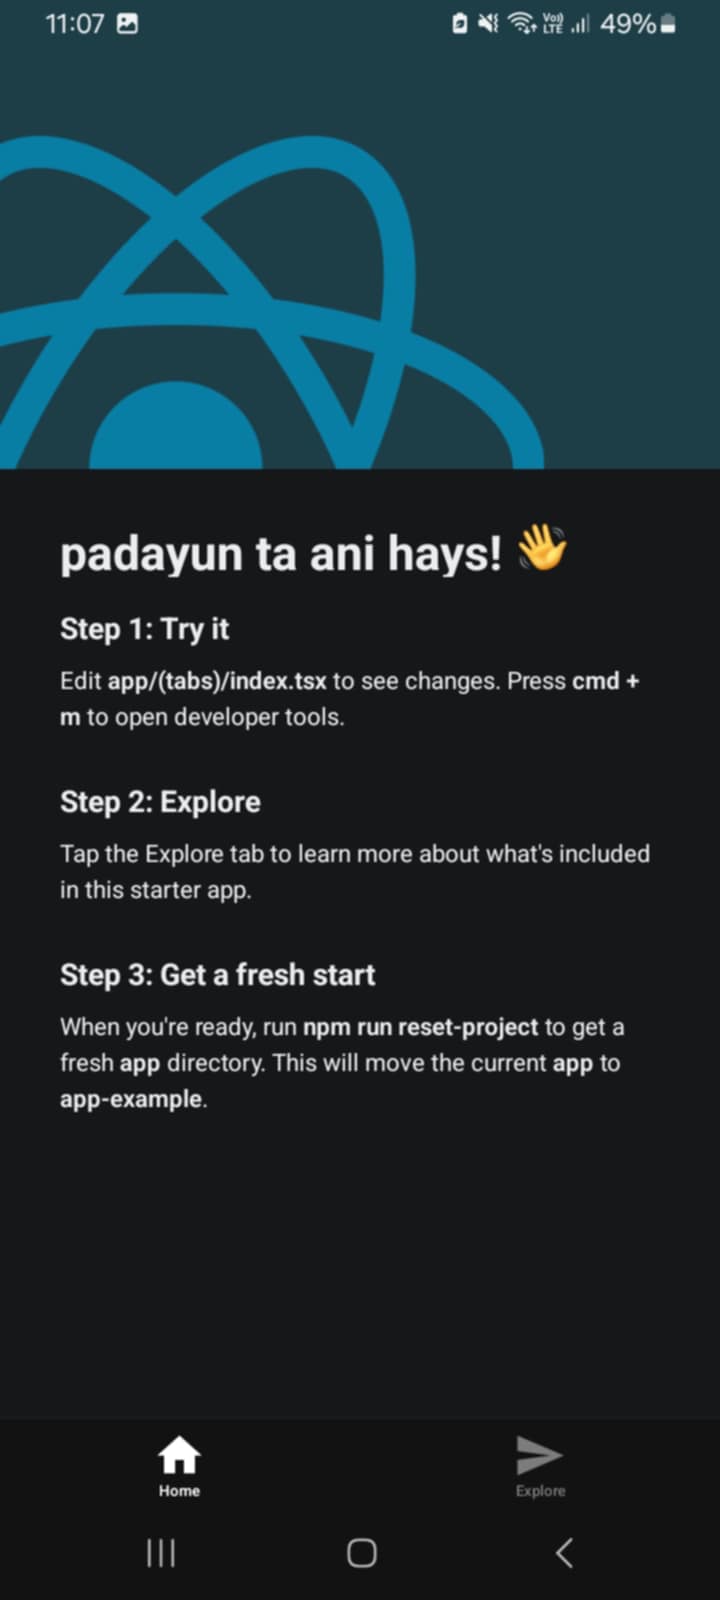 11:07
Vo)) LTE 49%
padayun ta ani hays! 👋
Step 1: Try it
Edit app/(tabs)/index.tsx to see changes. Press cmd +
m to open developer tools.
Step 2: Explore
Tap the Explore tab to learn more about what's included
in this starter app.
Step 3: Get a fresh start
When you're ready, run npm run reset-project to get a
fresh app directory. This will move the current app to
app-example.
Home
Explore